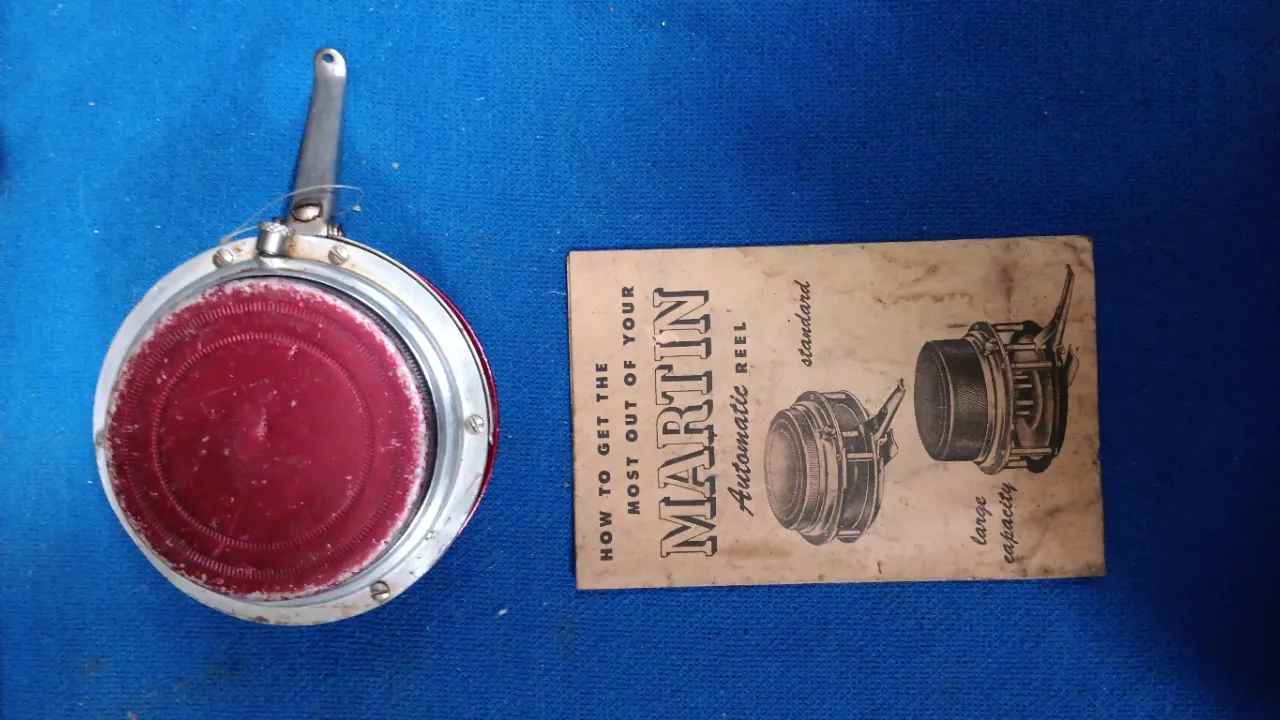 HOW TO GET THE
MOST OUT OF YOUR
MARTIN
Automatic REEL
standard
large
capacity